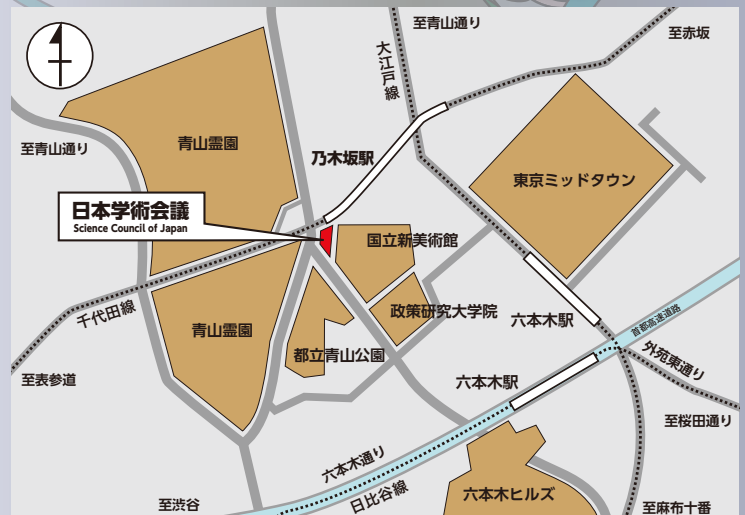 至青山通り
至赤坂
大江戸線
青山霊園
至青山通り
乃木坂駅
東京ミッドタウン
日本学術会議
Science Council of Japan
国立新美術館
千代田線
政策研究大学院
六本木駅
首都高速道路
青山霊園
都立青山公園
外苑東通り
至表参道
六本木駅
至桜田通り
六本木通り
日比谷線
六本木ヒルズ
至渋谷
至麻布十番